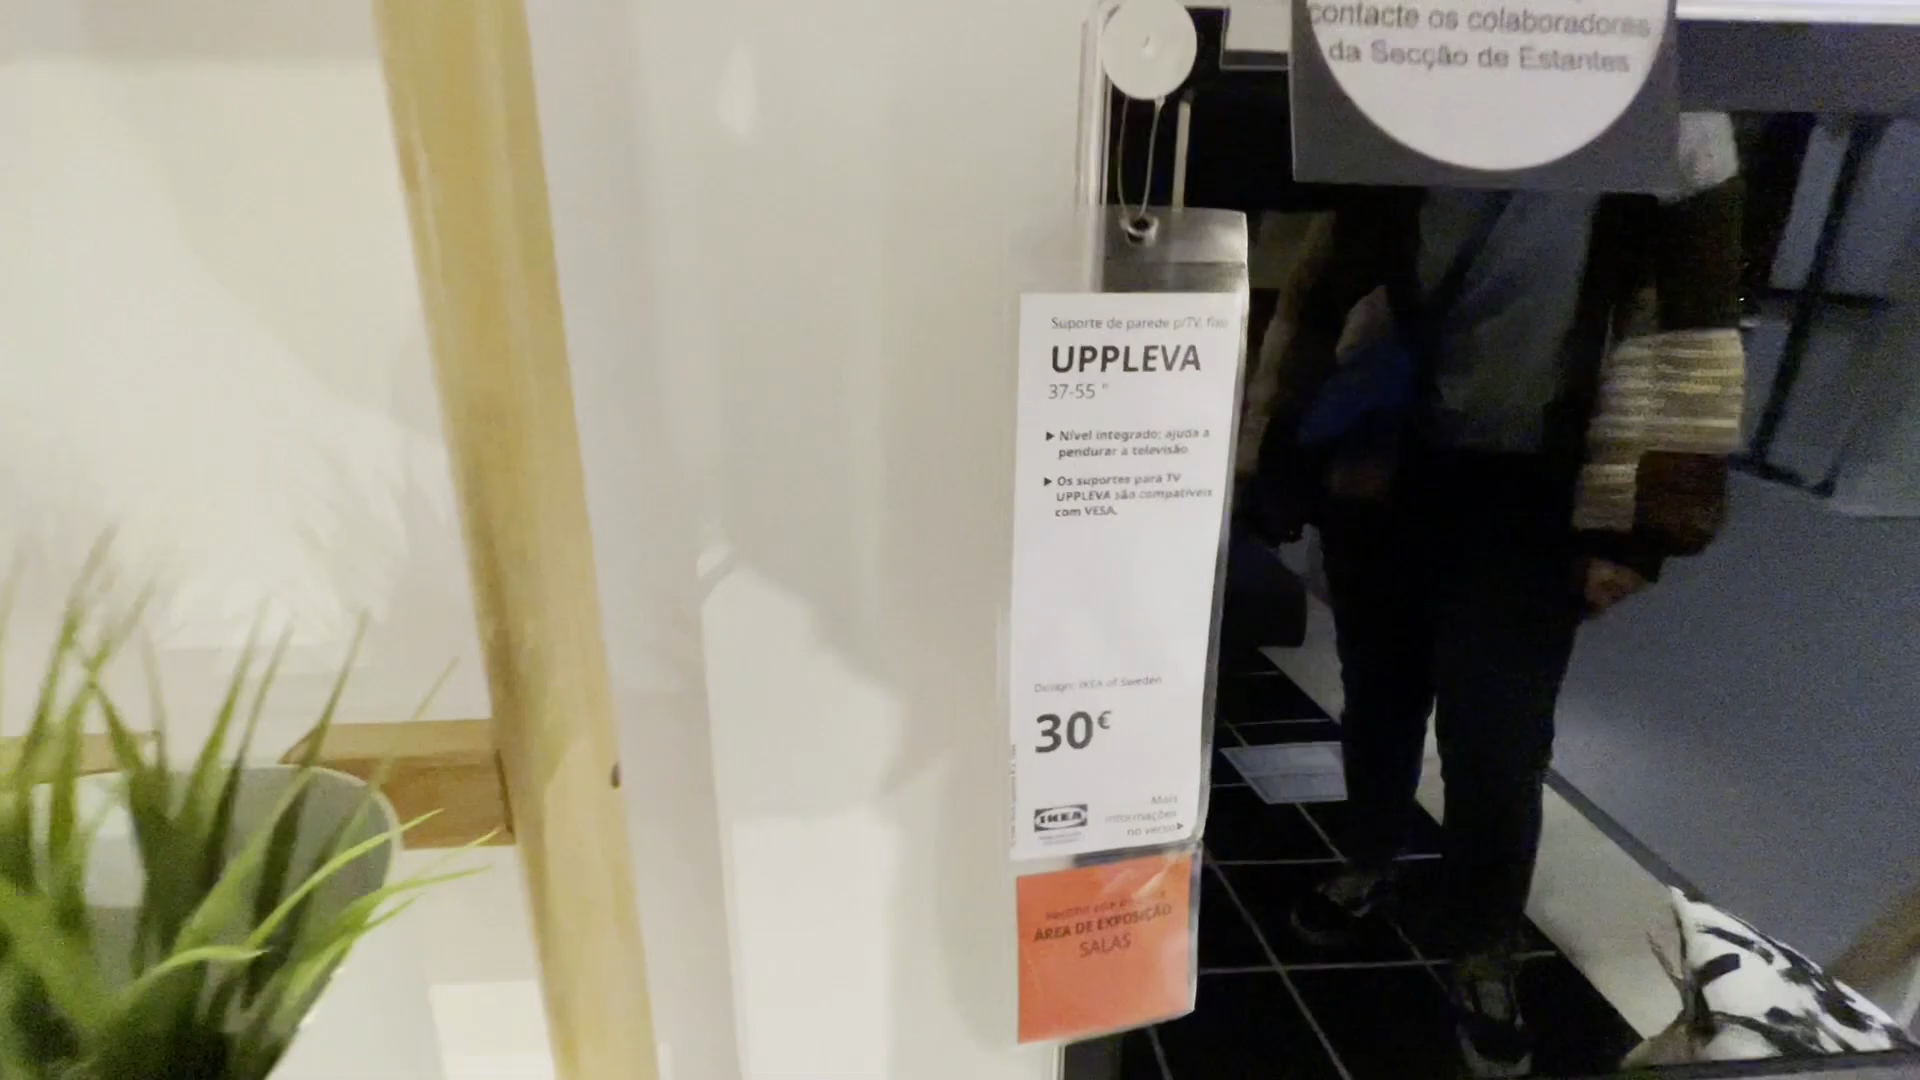 contacte os colaboradores
da Secção de Estantes
Suporte de parede p/TV, fixo
UPPLEVA
37-55 "
▶ Nível integrado; ajuda a
pendurar a televisão.
▶ Os suportes para TV
UPPLEVA são compatíveis
com VESA.
Design: IKEA of Sweden
30€
IKEA
Mais
informações
no verso▶
ÁREA DE EXPOSIÇÃO
SALAS